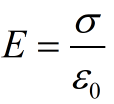 E = σ/ε₀